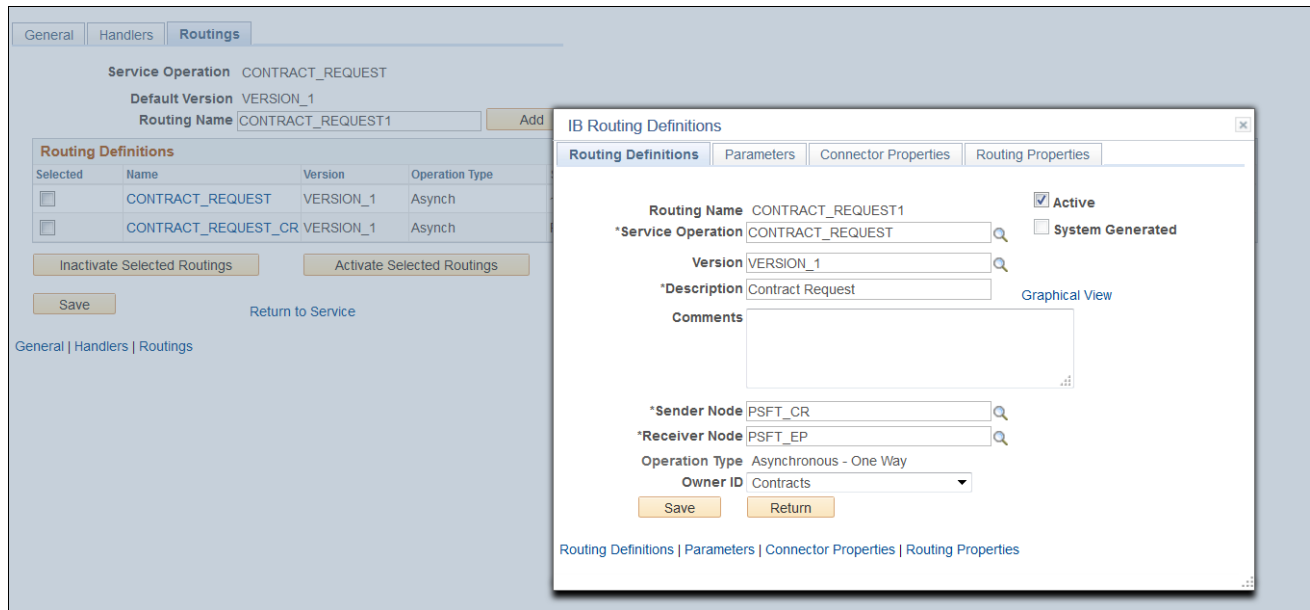 General Handlers Routings
Service Operation CONTRACT_REQUEST
Default Version VERSION_1
Routing Name CONTRACT_REQUEST1 Add
Routing Definitions
Selected Name Version Operation Type
CONTRACT_REQUEST VERSION_1 Asynch
CONTRACT_REQUEST_CR VERSION_1 Asynch
Inactivate Selected Routings Activate Selected Routings
Save Return to Service
General | Handlers | Routings
IB Routing Definitions
Routing Definitions Parameters Connector Properties Routing Properties
Routing Name CONTRACT_REQUEST1 Active
*Service Operation CONTRACT_REQUEST System Generated
Version VERSION_1
*Description Contract Request Graphical View
Comments
*Sender Node PSFT_CR
*Receiver Node PSFT_EP
Operation Type Asynchronous - One Way
Owner ID Contracts
Save Return
Routing Definitions | Parameters | Connector Properties | Routing Properties